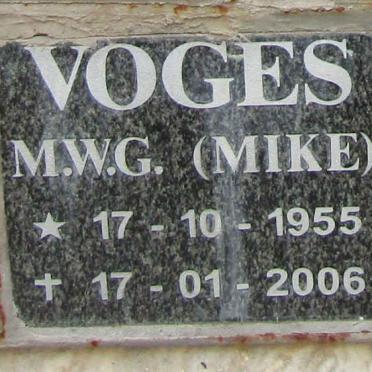 VOGES
M.W.G. (MIKE)
★ 17 - 10 - 1955
✝ 17 - 01 - 2006